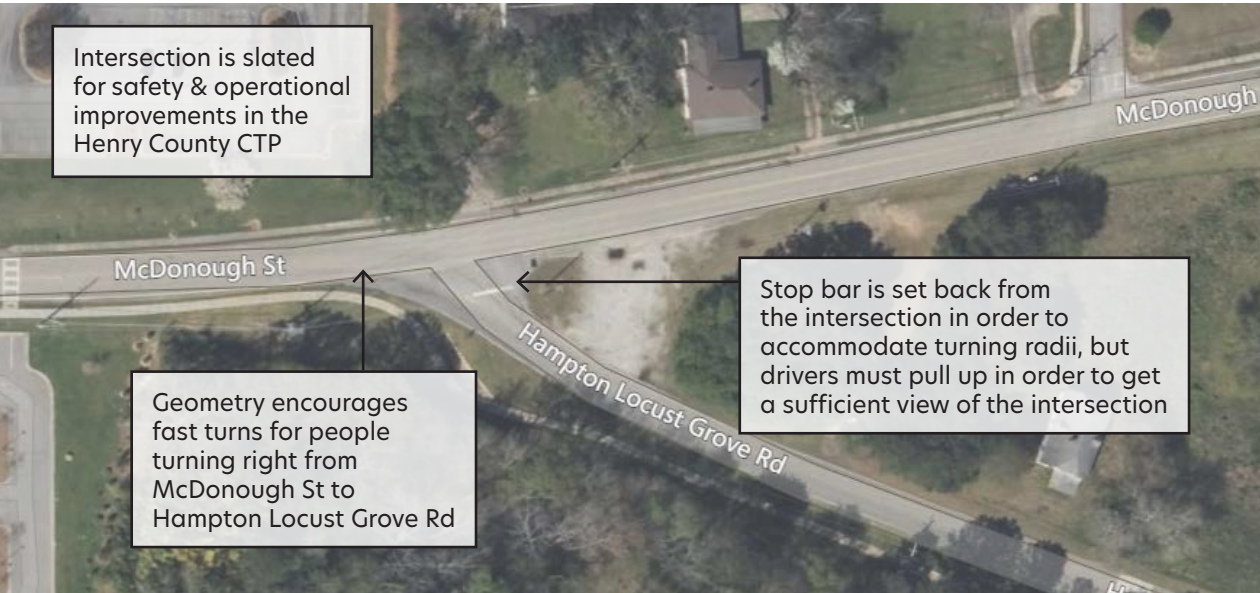 Intersection is slated
for safety & operational
improvements in the
Henry County CTP
McDonough
McDonough St
Stop bar is set back from
the intersection in order to
accommodate turning radii, but
drivers must pull up in order to get
a sufficient view of the intersection
Hampton Locust Grove Rd
Geometry encourages
fast turns for people
turning right from
McDonough St to
Hampton Locust Grove Rd